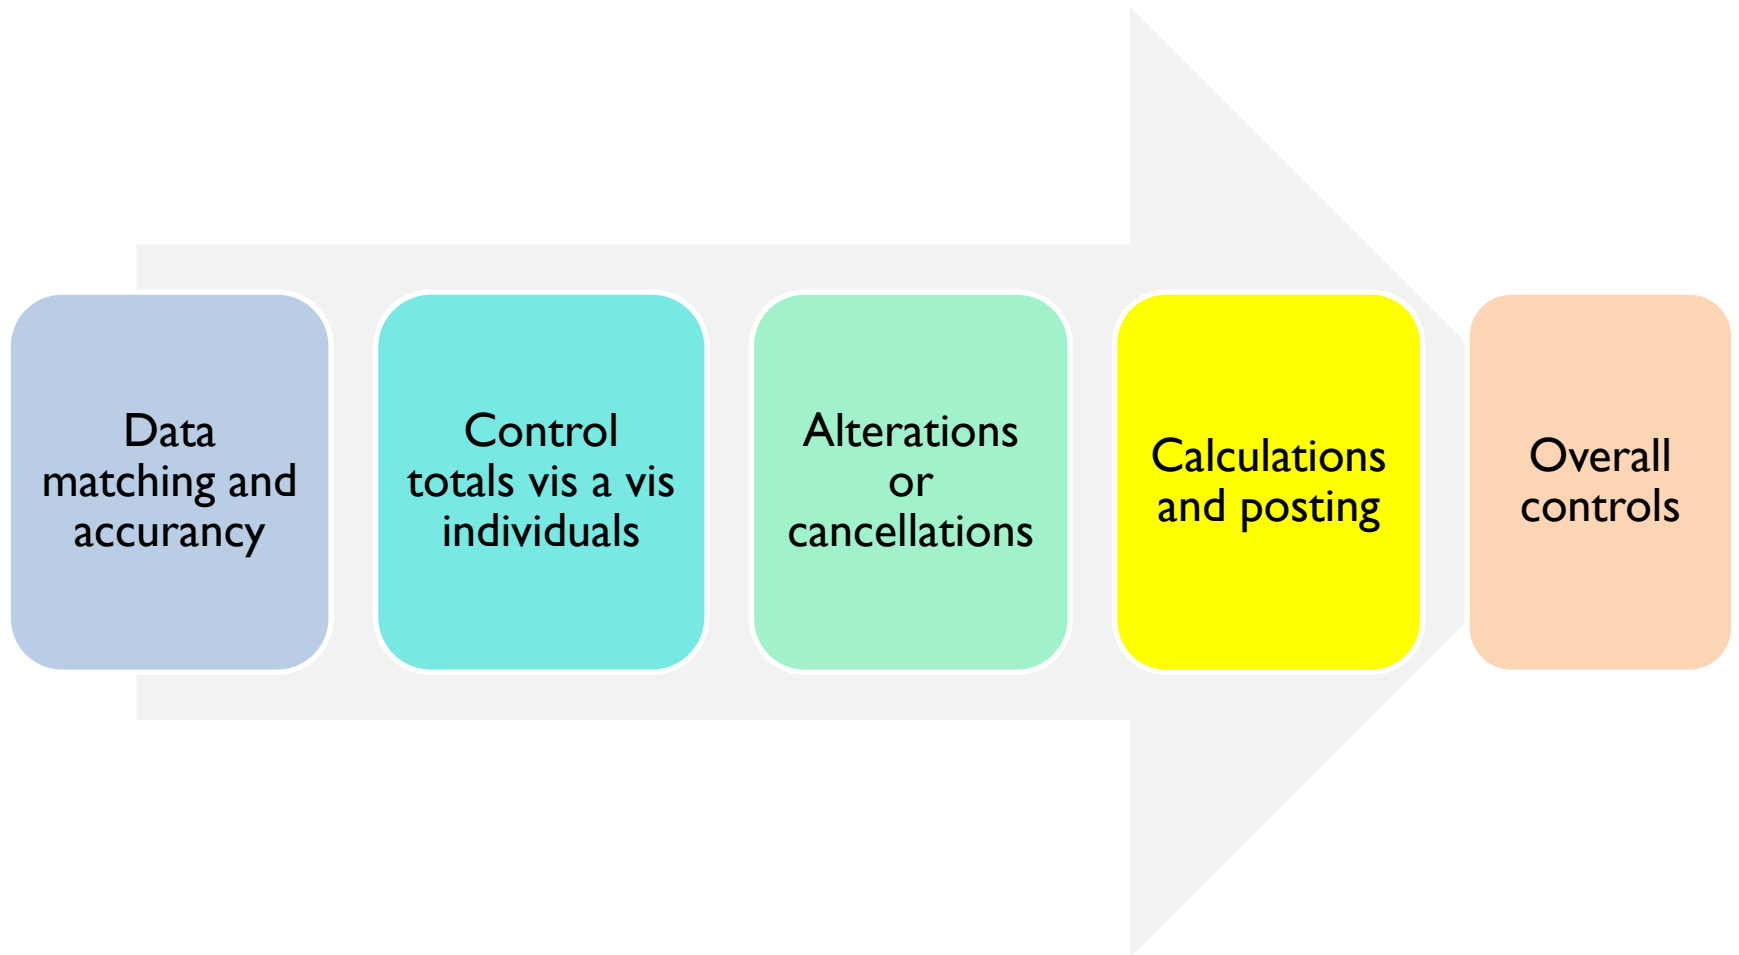 Data
matching and
accurancy
Control
totals vis a vis
individuals
Alterations
or
cancellations
Calculations
and posting
Overall
controls